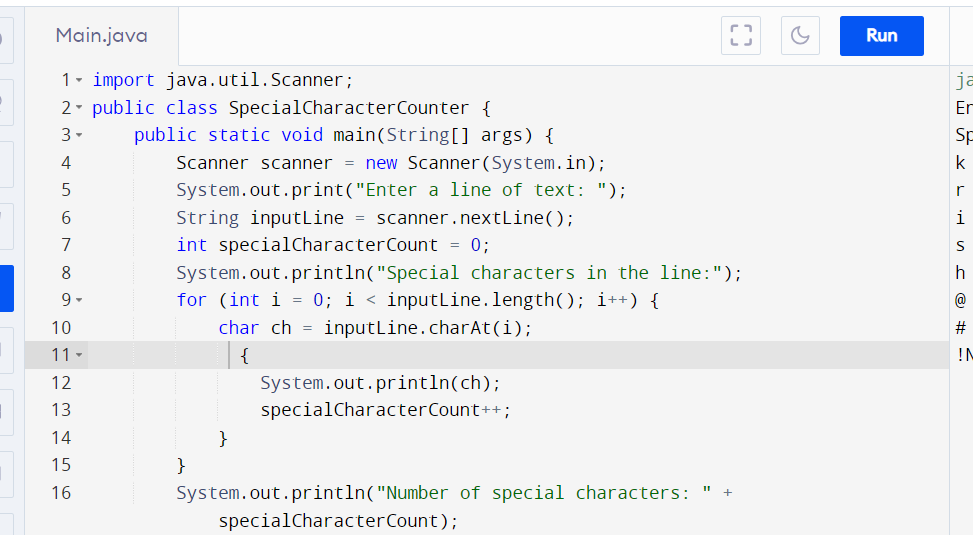 Main.java
Run
1 import java.util.Scanner;
2 public class SpecialCharacterCounter {
3 public static void main(String[] args) {
4 Scanner scanner = new Scanner(System.in);
5 System.out.print("Enter a line of text: ");
6 String inputLine = scanner.nextLine();
7 int specialCharacterCount = 0;
8 System.out.println("Special characters in the line:");
9 for (int i = 0; i < inputLine.length(); i++) {
10 char ch = inputLine.charAt(i);
11 {
12 System.out.println(ch);
13 specialCharacterCount++;
14 }
15 }
16 System.out.println("Number of special characters: " +
specialCharacterCount);
ja
En
Sp
k
r
i
s
h
@
#
!N